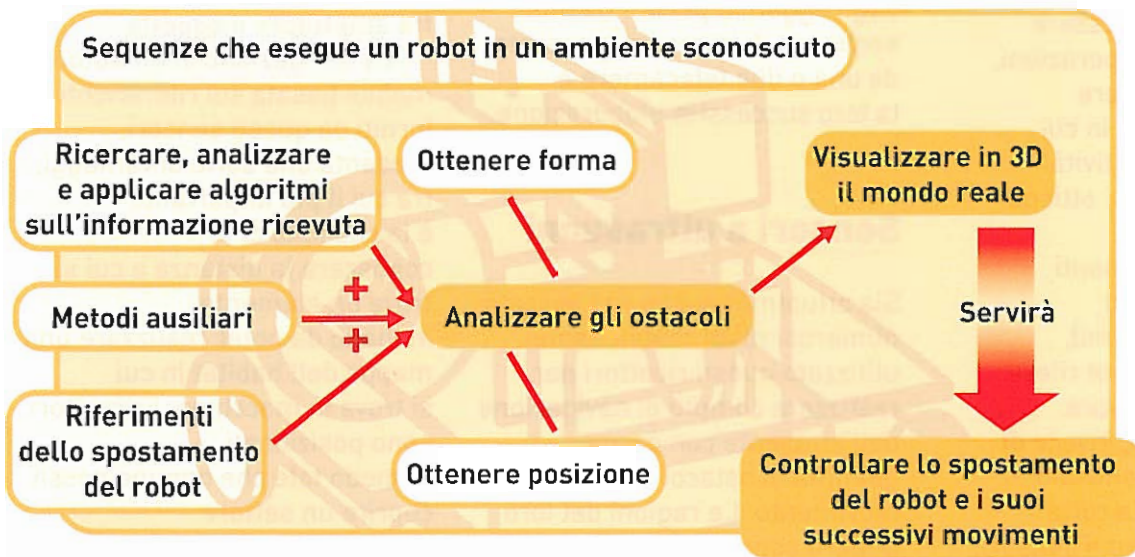 Sequenze che esegue un robot in un ambiente sconosciuto
Ricercare, analizzare
e applicare algoritmi
sull'informazione ricevuta
Ottenere forma
Visualizzare in 3D
il mondo reale
+
Metodi ausiliari
Analizzare gli ostacoli
Servirà
+
Riferimenti
dello spostamento
del robot
Ottenere posizione
Controllare lo spostamento
del robot e i suoi
successivi movimenti